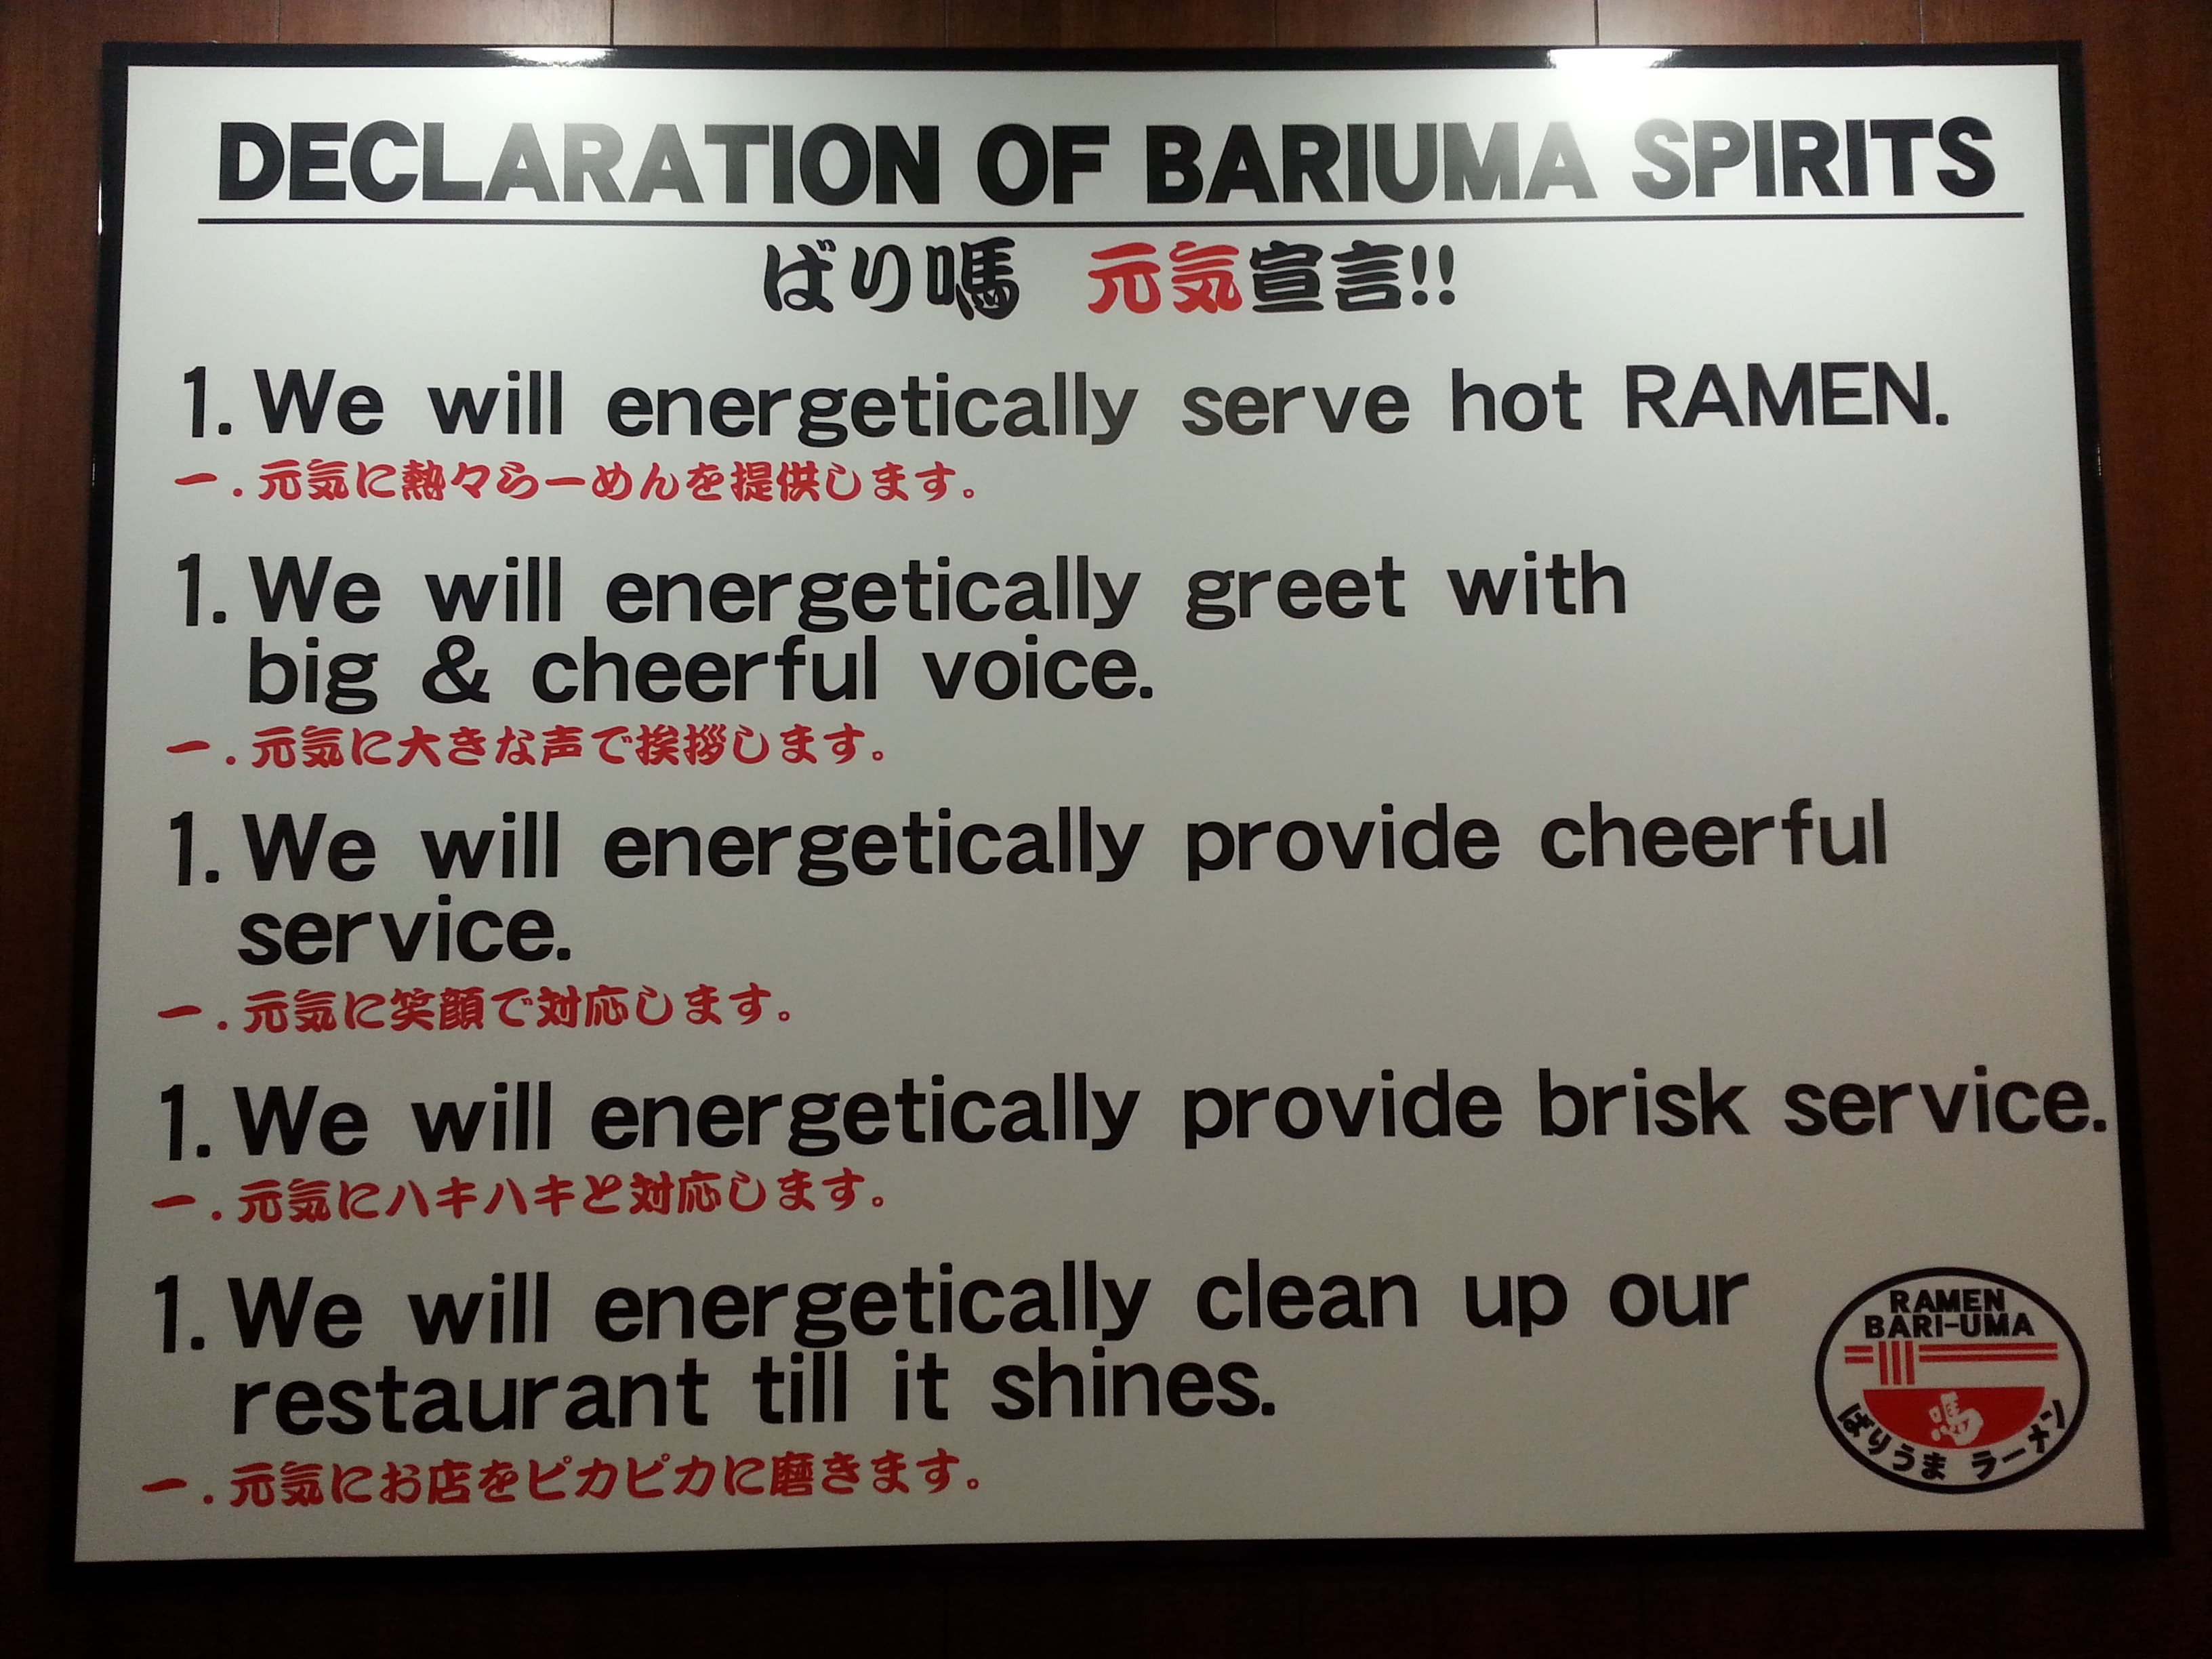 DECLARATION OF BARIUMA SPIRITS
ばり嗎 元気宣言!!
1. We will energetically serve hot RAMEN.
一. 元気に熱々らーめんを提供します。
1. We will energetically greet with
big & cheerful voice.
一. 元気に大きな声で挨拶します。
1. We will energetically provide cheerful
service.
一. 元気に笑顔で対応します。
1. We will energetically provide brisk service.
一. 元気にハキハキと対応します。
1. We will energetically clean up our
restaurant till it shines.
一. 元気にお店をピカピカに磨きます。
RAMEN
BARI-UMA
嗎
ばりうま ラーメン